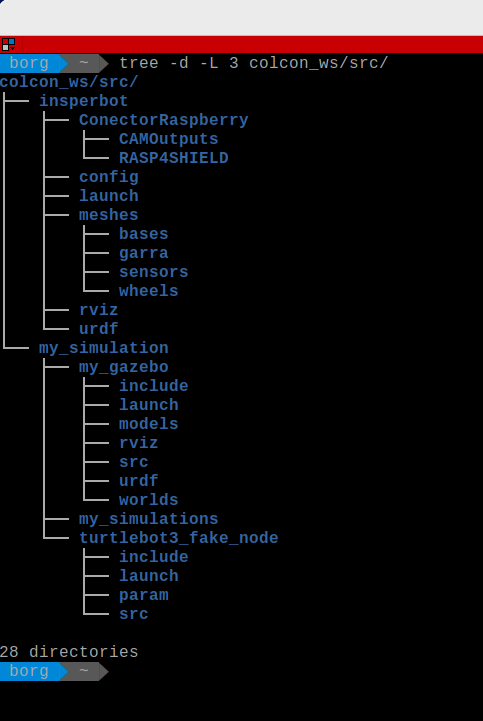 borg ~ tree -d -L 3 colcon_ws/src/
colcon_ws/src/
├── insperbot
│   ├── ConectorRaspberry
│   │   ├── CAMOutputs
│   │   └── RASP4SHIELD
│   ├── config
│   ├── launch
│   ├── meshes
│   │   ├── bases
│   │   ├── garra
│   │   ├── sensors
│   │   └── wheels
│   ├── rviz
│   └── urdf
└── my_simulation
    ├── my_gazebo
    │   ├── include
    │   ├── launch
    │   ├── models
    │   ├── rviz
    │   ├── src
    │   ├── urdf
    │   └── worlds
    ├── my_simulations
    └── turtlebot3_fake_node
        ├── include
        ├── launch
        ├── param
        └── src
28 directories
borg ~